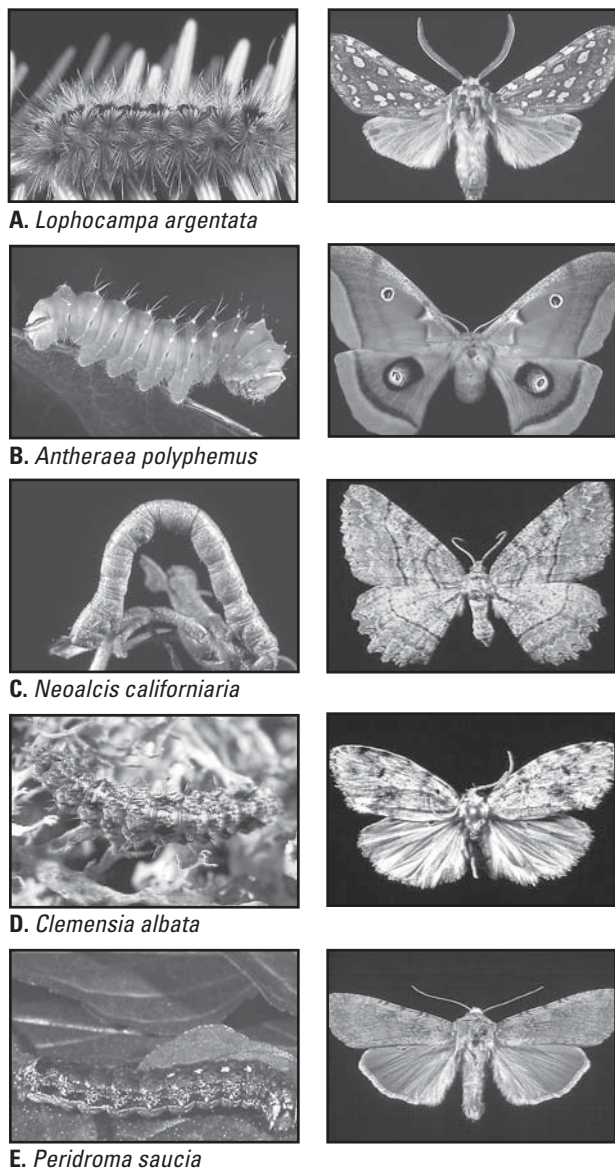 A. Lophocampa argentata
B. Antheraea polyphemus
C. Neoalcis californiaria
D. Clemensia albata
E. Peridroma saucia